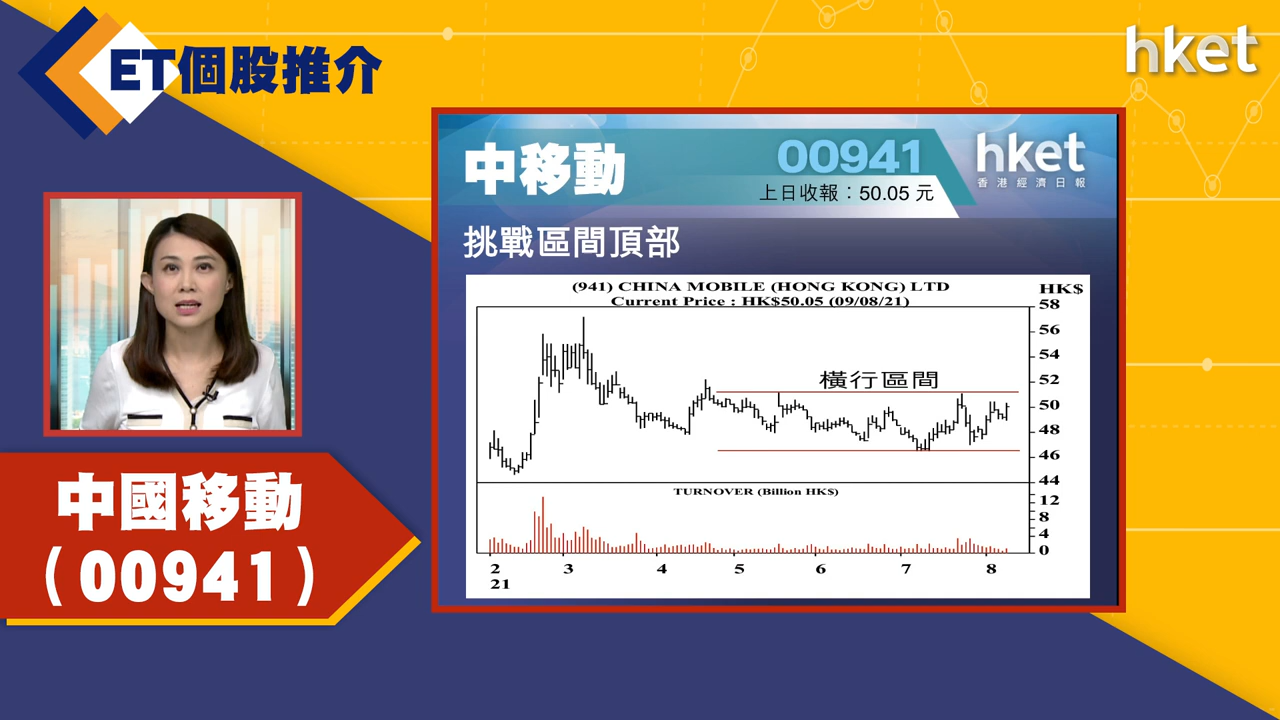 ET個股推介
hket
中移動
00941
上日收報：50.05 元
hket
香港經濟日報
挑戰區間頂部
(941) CHINA MOBILE (HONG KONG) LTD
Current Price : HK$50.05 (09/08/21)
HK$
58
56
54
52
50
48
46
44
橫行區間
TURNOVER (Billion HK$)
12
8
4
0
2 3 4 5 6 7 8
21
中國移動
（00941）